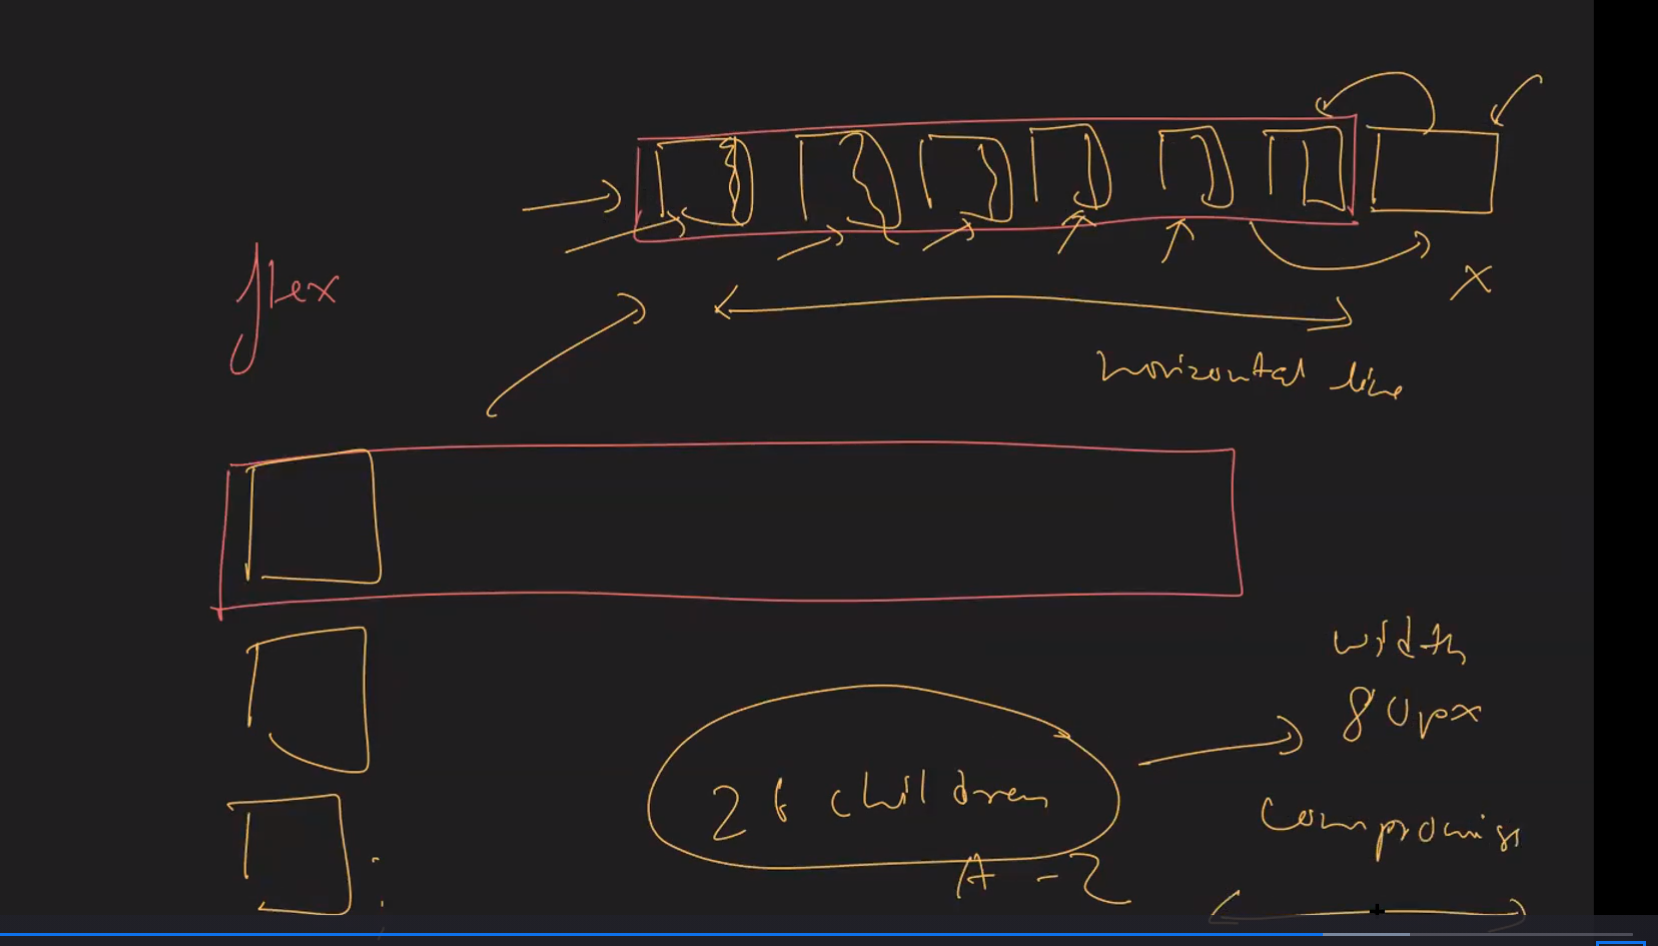 flex
X
horizontal line
width
80px
26 children
A - Z
compromise